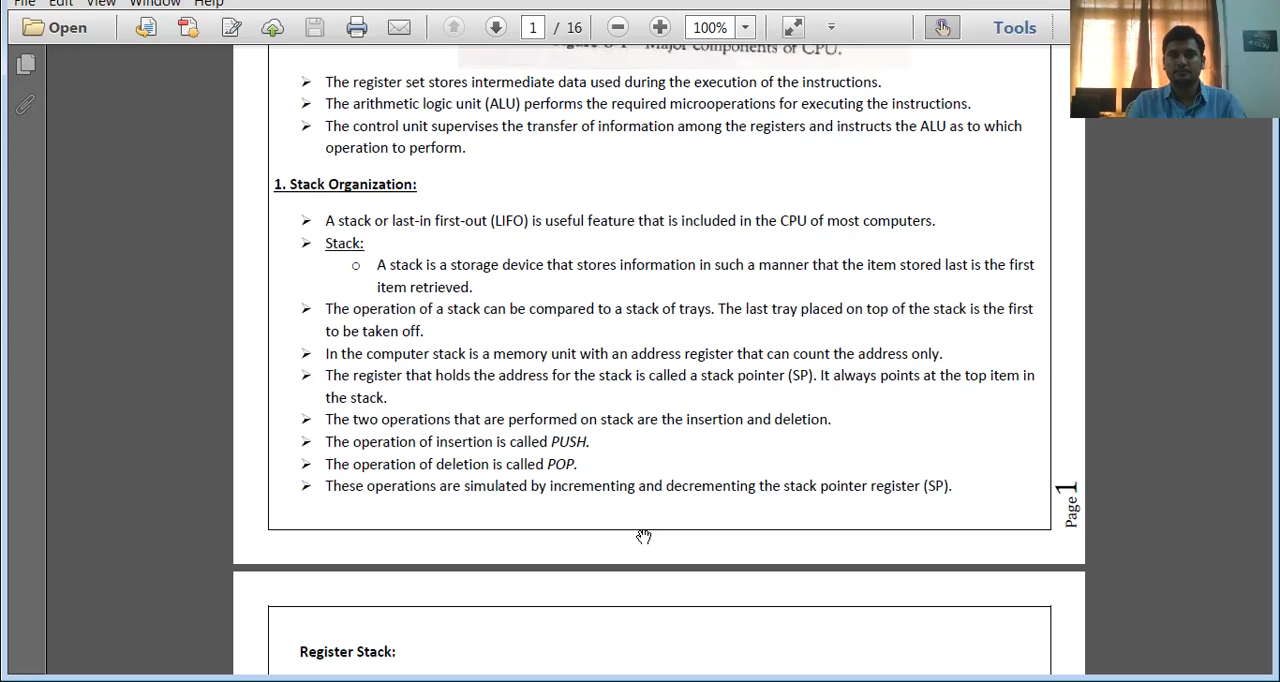 File Edit View Window Help
Open 1 / 16 100% Tools
Major components of CPU.
➢ The register set stores intermediate data used during the execution of the instructions.
➢ The arithmetic logic unit (ALU) performs the required microoperations for executing the instructions.
➢ The control unit supervises the transfer of information among the registers and instructs the ALU as to which
operation to perform.
1. Stack Organization:
➢ A stack or last-in first-out (LIFO) is useful feature that is included in the CPU of most computers.
➢ Stack:
o A stack is a storage device that stores information in such a manner that the item stored last is the first
item retrieved.
➢ The operation of a stack can be compared to a stack of trays. The last tray placed on top of the stack is the first
to be taken off.
➢ In the computer stack is a memory unit with an address register that can count the address only.
➢ The register that holds the address for the stack is called a stack pointer (SP). It always points at the top item in
the stack.
➢ The two operations that are performed on stack are the insertion and deletion.
➢ The operation of insertion is called PUSH.
➢ The operation of deletion is called POP.
➢ These operations are simulated by incrementing and decrementing the stack pointer register (SP).
Page 1
Register Stack: